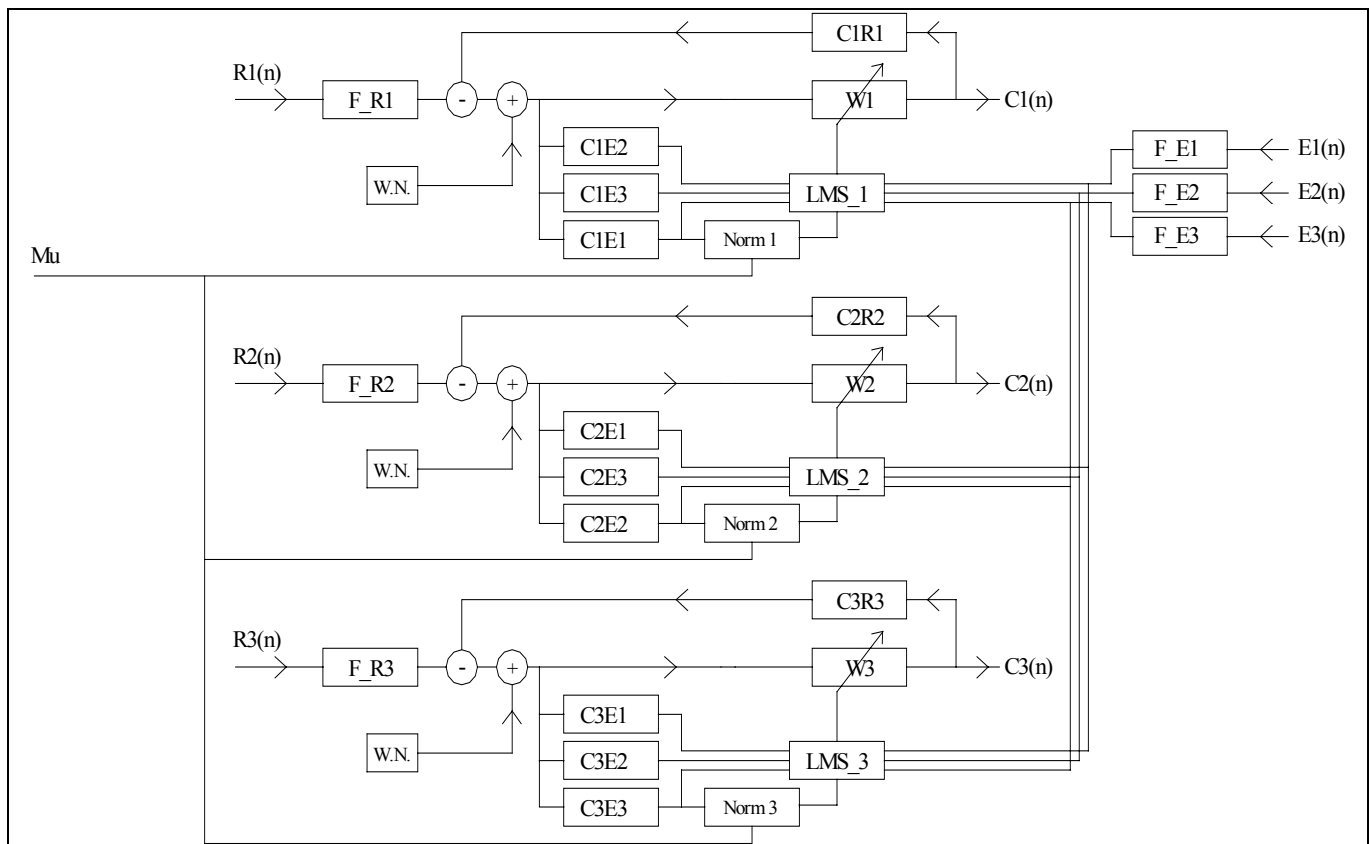 C1R1
R1(n)
F_R1
-
+
W1
C1(n)
C1E2
W.N.
C1E3
LMS_1
C1E1
Norm 1
F_E1
E1(n)
F_E2
E2(n)
F_E3
E3(n)
Mu
C2R2
R2(n)
F_R2
-
+
W2
C2(n)
C2E1
W.N.
C2E3
LMS_2
C2E2
Norm 2
C3R3
R3(n)
F_R3
-
+
W3
C3(n)
C3E1
W.N.
C3E2
LMS_3
C3E3
Norm 3